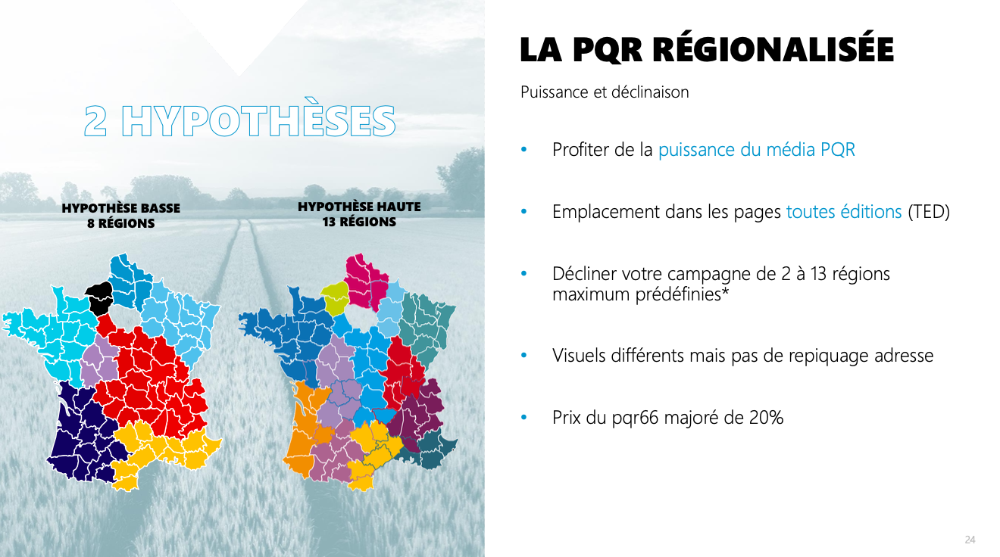 2 HYPOTHÈSES
HYPOTHÈSE BASSE
8 RÉGIONS
HYPOTHÈSE HAUTE
13 RÉGIONS
LA PQR RÉGIONALISÉE
Puissance et déclinaison
• Profiter de la puissance du média PQR
• Emplacement dans les pages toutes éditions (TED)
• Décliner votre campagne de 2 à 13 régions
maximum prédéfinies*
• Visuels différents mais pas de repiquage adresse
• Prix du pqr66 majoré de 20%
24